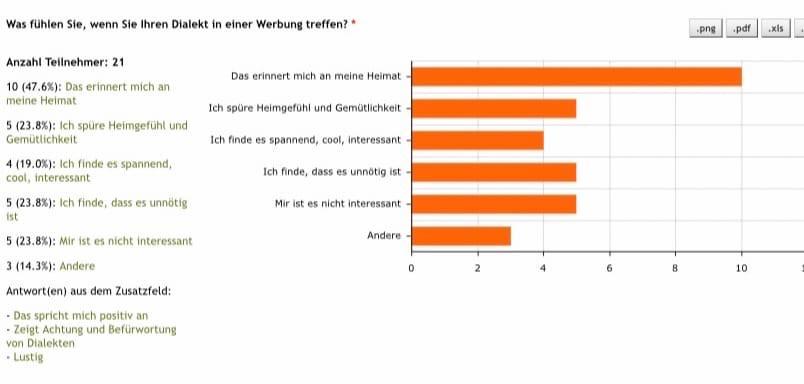 Was fühlen Sie, wenn Sie Ihren Dialekt in einer Werbung treffen? *
.png
.pdf
.xls
Anzahl Teilnehmer: 21
10 (47.6%): Das erinnert mich an
meine Heimat
5 (23.8%): Ich spüre Heimgefühl und
Gemütlichkeit
4 (19.0%): Ich finde es spannend,
cool, interessant
5 (23.8%): Ich finde, dass es unnötig
ist
5 (23.8%): Mir ist es nicht interessant
3 (14.3%): Andere
Antwort(en) aus dem Zusatzfeld:
- Das spricht mich positiv an
- Zeigt Achtung und Befürwortung
von Dialekten
- Lustig
Das erinnert mich an meine Heimat
Ich spüre Heimgefühl und Gemütlichkeit
Ich finde es spannend, cool, interessant
Ich finde, dass es unnötig ist
Mir ist es nicht interessant
Andere
0 2 4 6 8 10